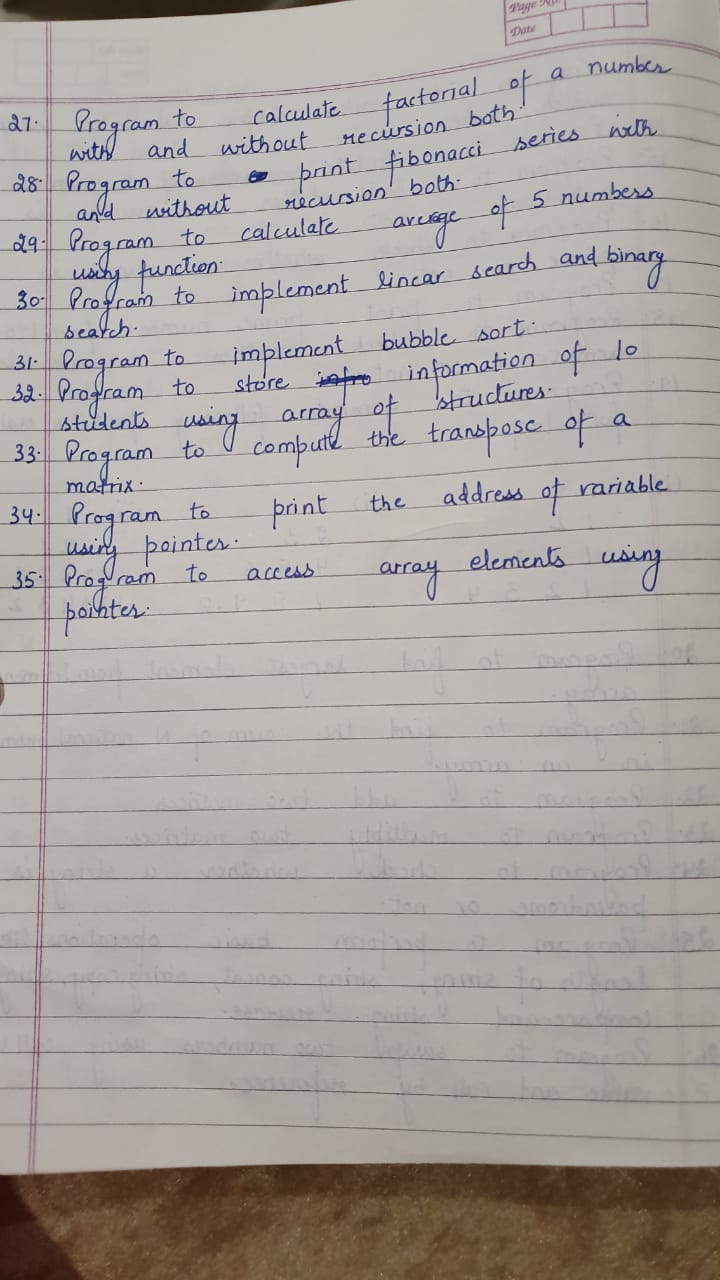 Page No.
Date
27. Program to calculate factorial of a number
with and without recursion both.
28. Program to print fibonacci series with
and without recursion both.
29. Program to calculate average of 5 numbers
using function.
30. Program to implement linear search and binary
search.
31. Program to implement bubble sort.
32. Program to store infro information of 10
students using array of structures.
33. Program to compute the transpose of a
matrix.
34. Program to print the address of variable
using pointer.
35. Program to access array elements using
pointer.